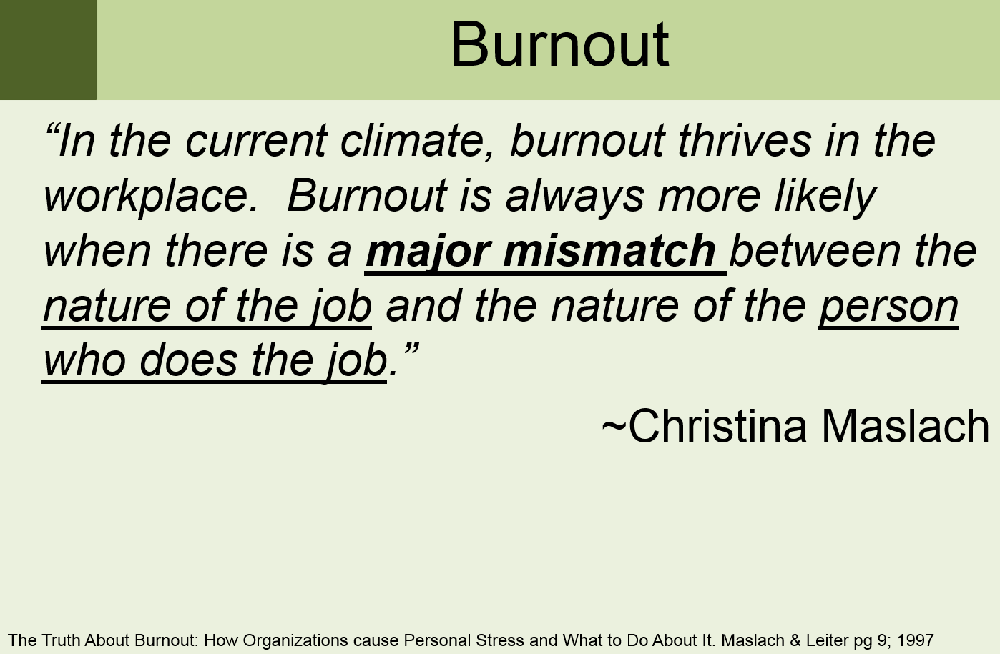 Burnout
“In the current climate, burnout thrives in the
workplace.  Burnout is always more likely
when there is a major mismatch between the
nature of the job and the nature of the person
who does the job.”
~Christina Maslach
The Truth About Burnout: How Organizations cause Personal Stress and What to Do About It. Maslach & Leiter pg 9; 1997